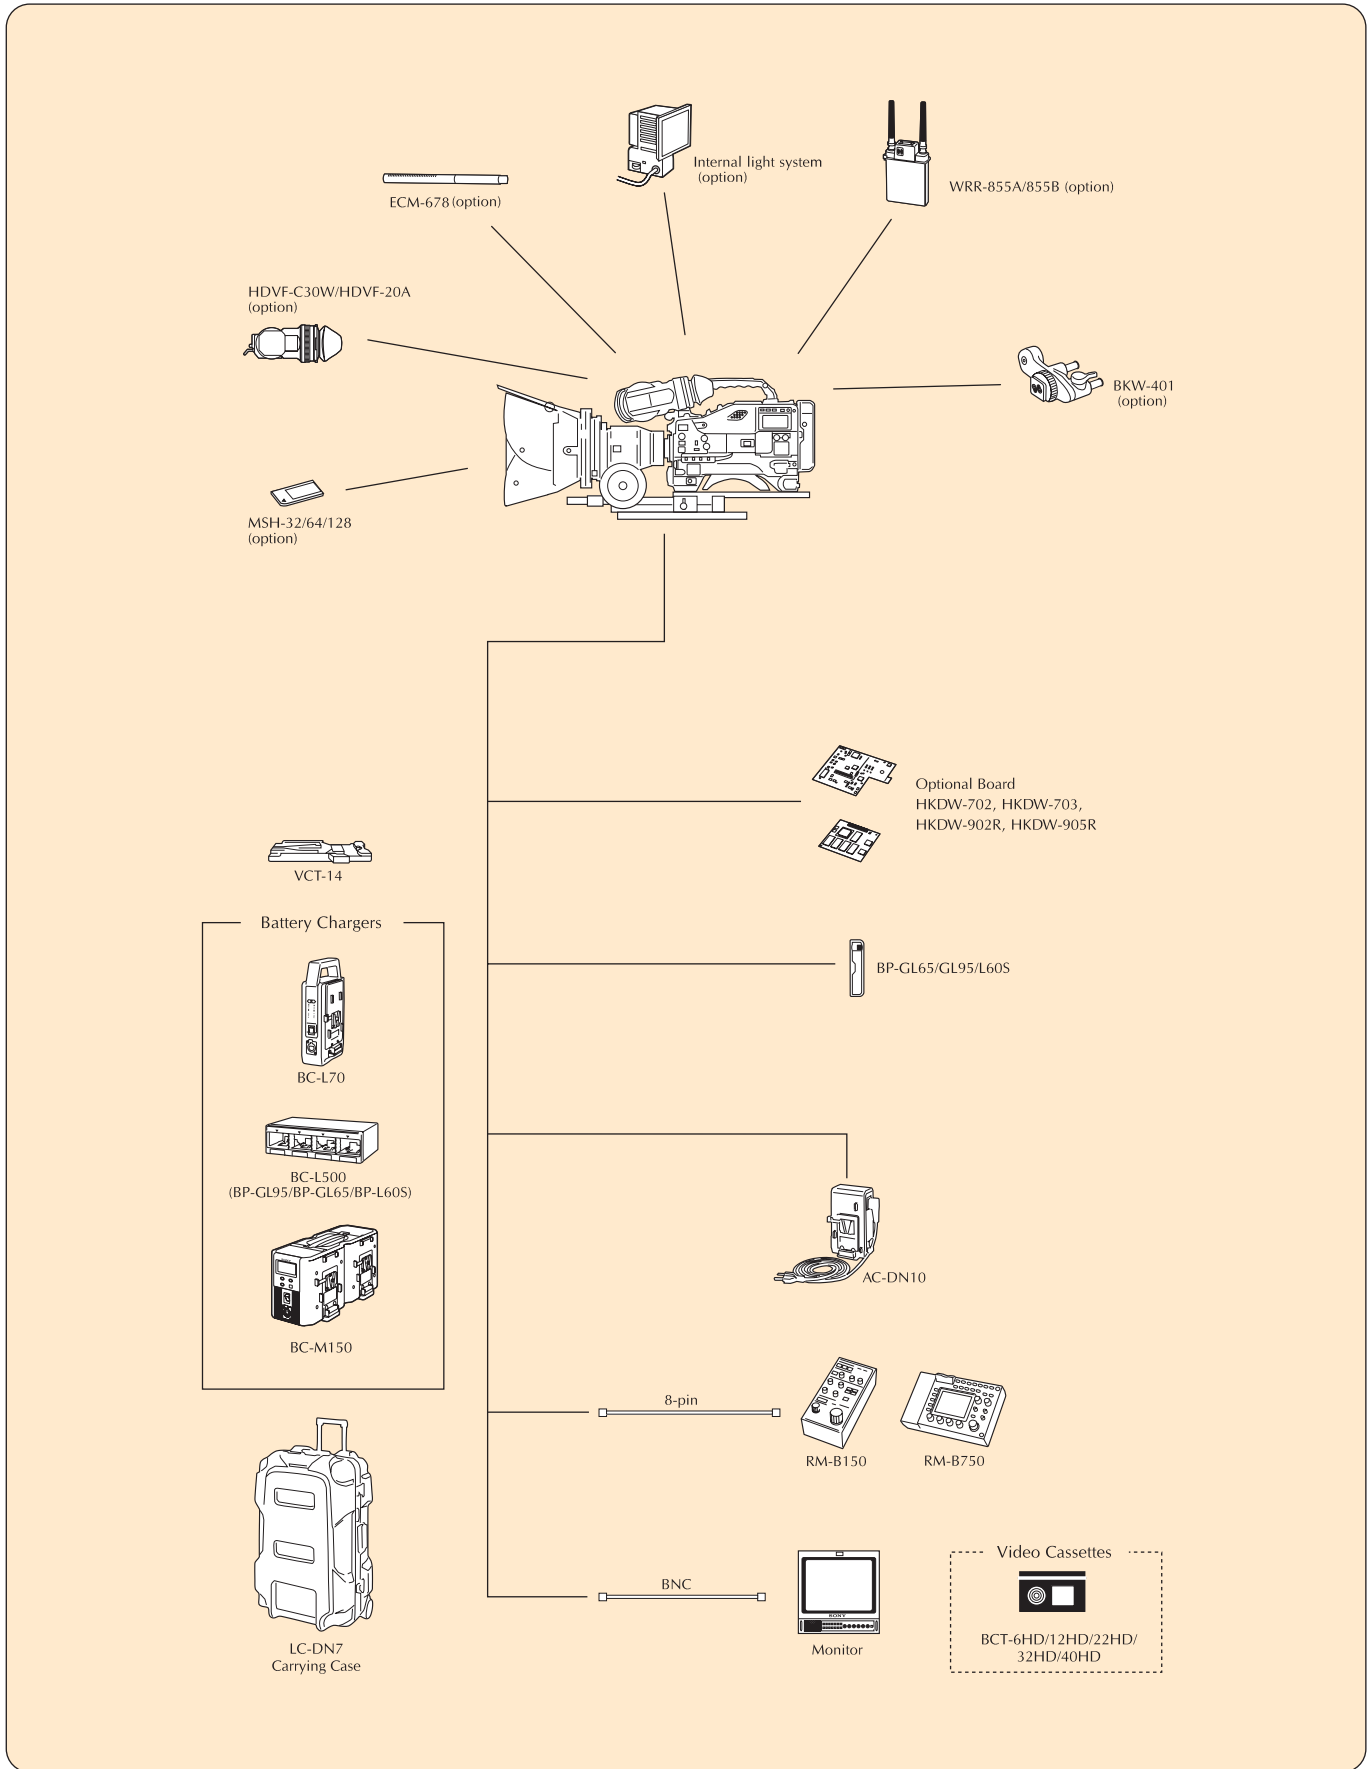 Internal light system
(option)
WRR-855A/855B (option)
ECM-678 (option)
HDVF-C30W/HDVF-20A
(option)
BKW-401
(option)
MSH-32/64/128
(option)
Optional Board
HKDW-702, HKDW-703,
HKDW-902R, HKDW-905R
VCT-14
Battery Chargers
BP-GL65/GL95/L60S
BC-L70
BC-L500
(BP-GL95/BP-GL65/BP-L60S)
AC-DN10
BC-M150
8-pin
RM-B150
RM-B750
BNC
SONY
Monitor
Video Cassettes
BCT-6HD/12HD/22HD/
32HD/40HD
LC-DN7
Carrying Case